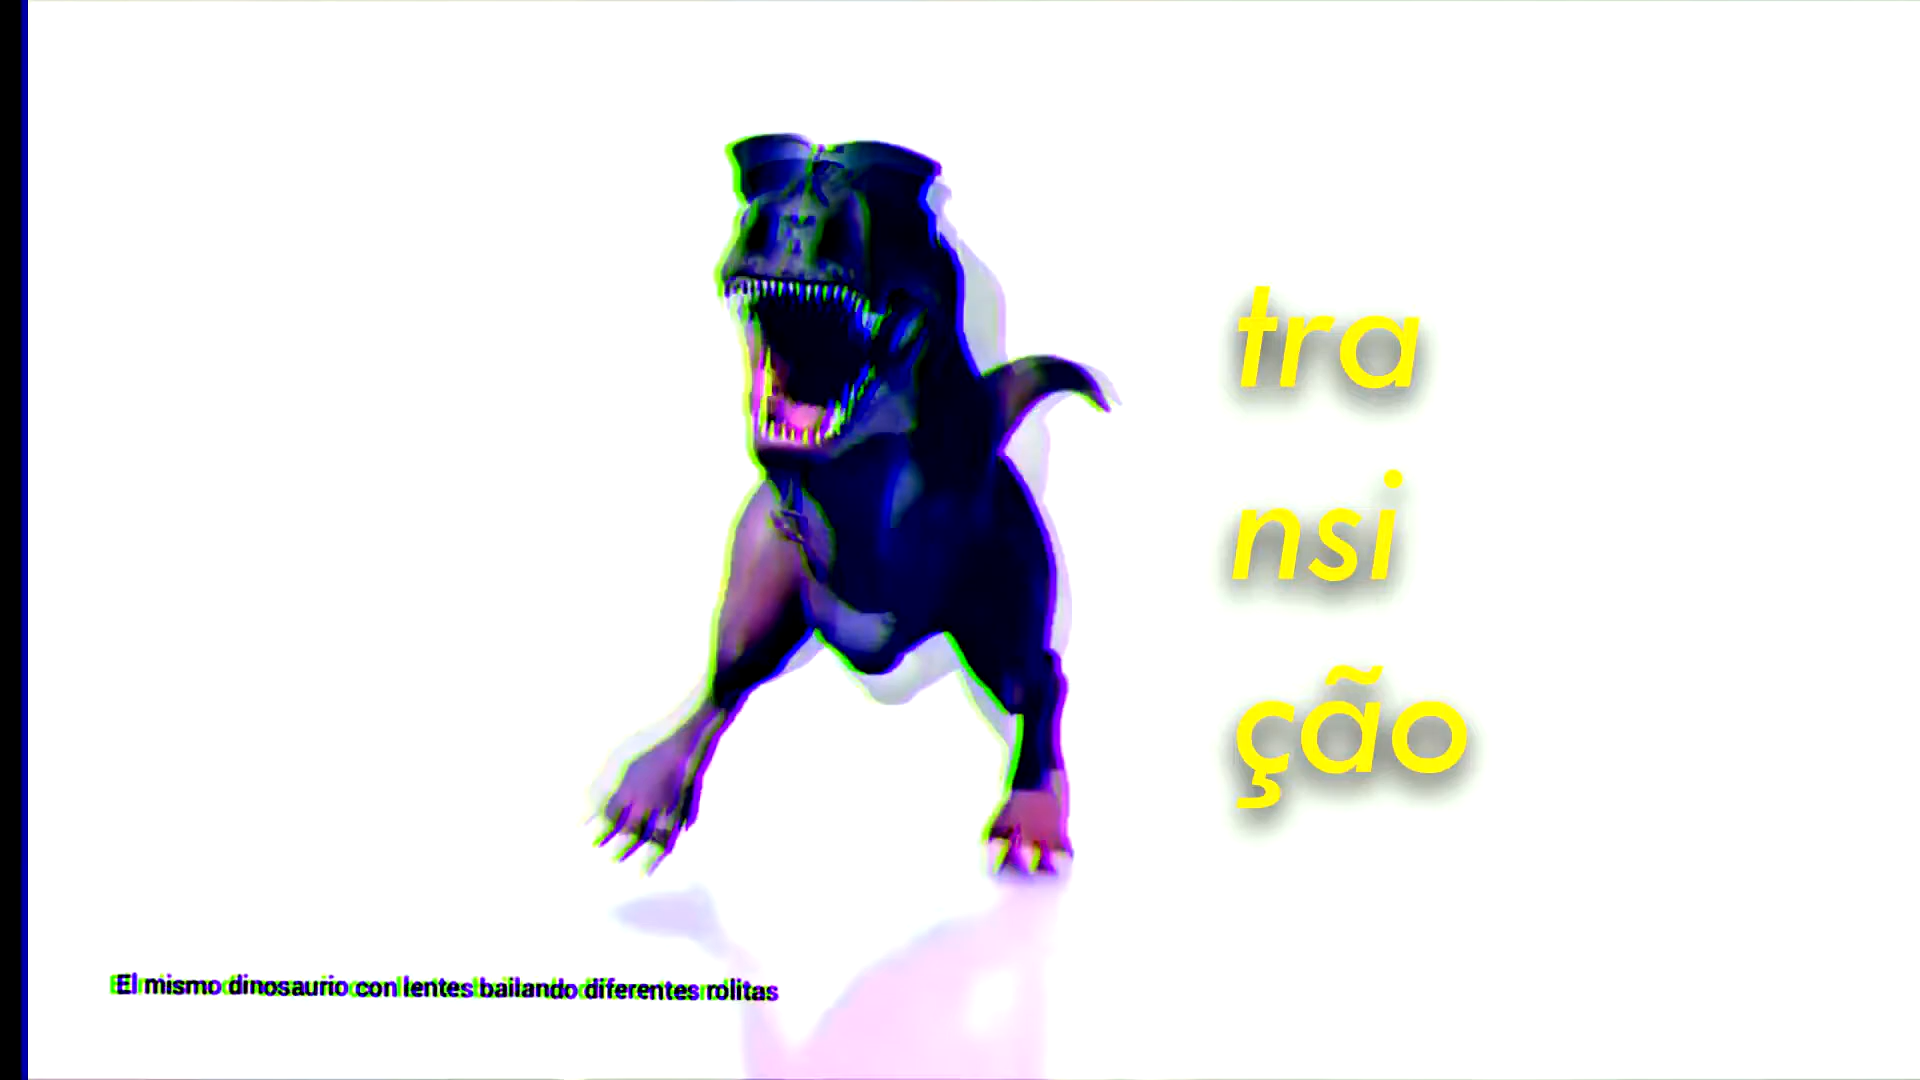 tra
nsi
ção
El mismo dinosaurio con lentes bailando diferentes rolitas